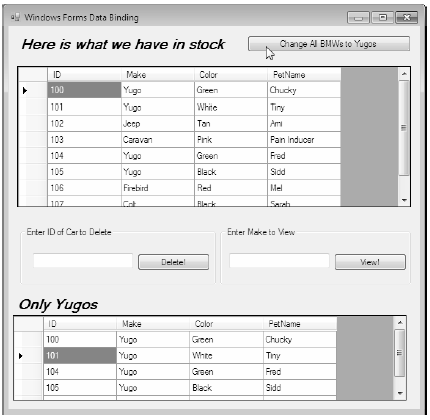 Windows Forms Data Binding
Here is what we have in stock
Change All BMWs to Yugos
ID Make Color PetName
100 Yugo Green Chucky
101 Yugo White Tiny
102 Jeep Tan Ami
103 Caravan Pink Pain Inducer
104 Yugo Green Fred
105 Yugo Black Sidd
106 Firebird Red Mel
107 Colt Black Sarah
Enter ID of Car to Delete
Delete!
Enter Make to View
View!
Only Yugos
ID Make Color PetName
100 Yugo Green Chucky
101 Yugo White Tiny
104 Yugo Green Fred
105 Yugo Black Sidd